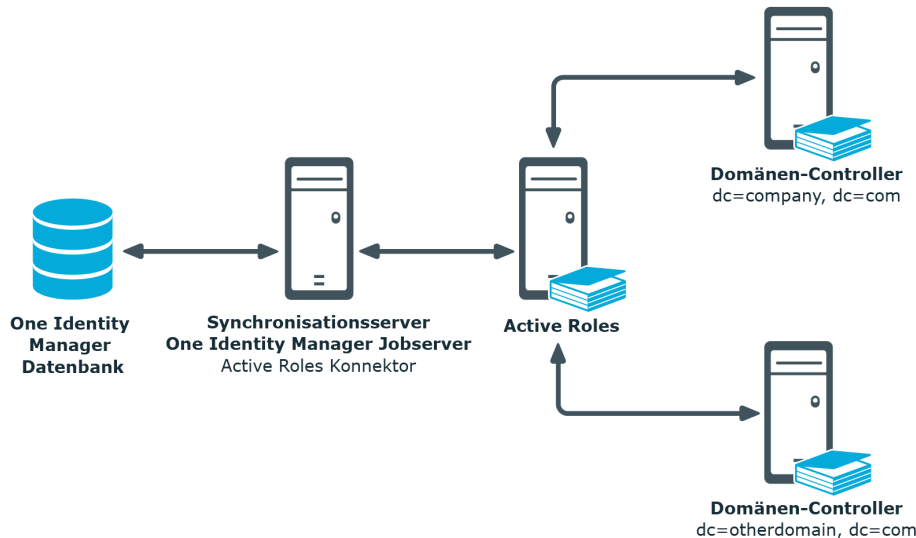 Domänen-Controller
dc=company, dc=com
One Identity
Manager
Datenbank
Synchronisationsserver
One Identity Manager Jobserver
Active Roles Konnektor
Active Roles
Domänen-Controller
dc=otherdomain, dc=com